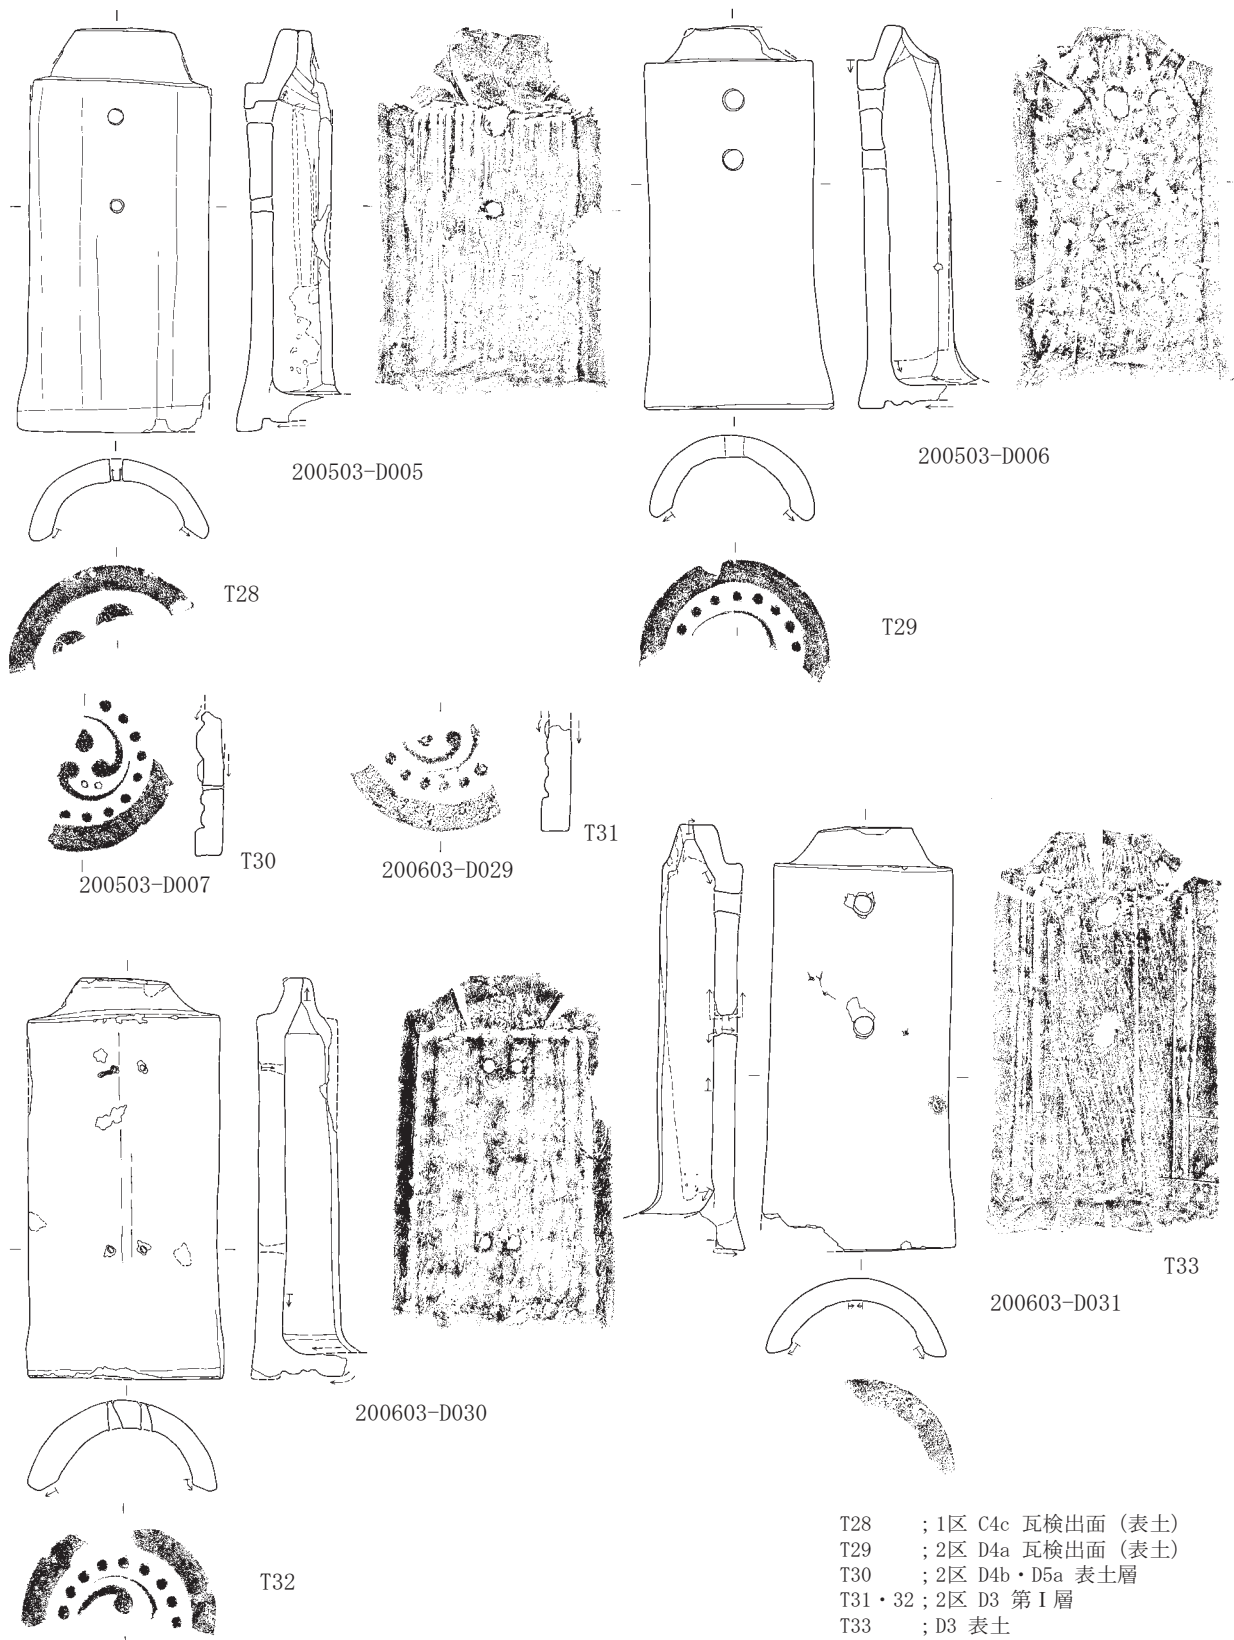 200503-D005
200503-D006
T28
T29
T30
200503-D007
T31
200603-D029
T33
200603-D031
200603-D030
T32
T28 ; 1区 C4c 瓦検出面 (表土)
T29 ; 2区 D4a 瓦検出面 (表土)
T30 ; 2区 D4b・D5a 表土層
T31・32 ; 2区 D3 第Ⅰ層
T33 ; D3 表土